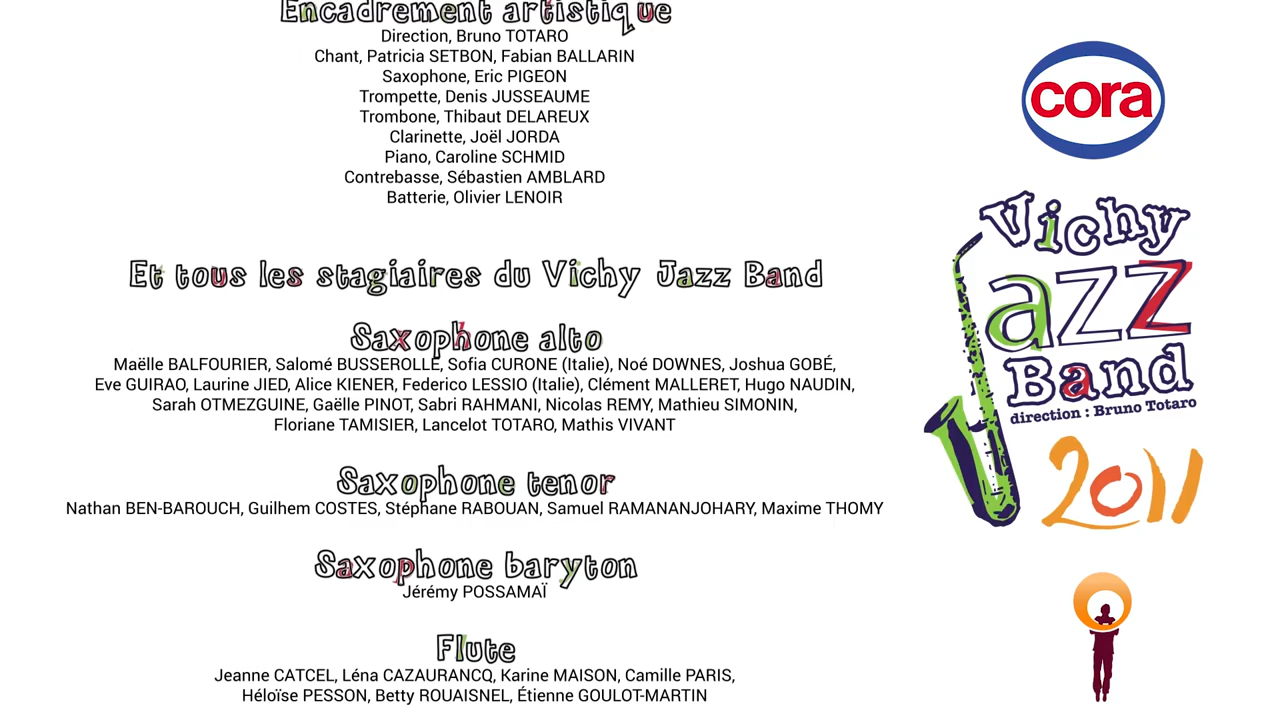 Encadrement artistique
Direction, Bruno TOTARO
Chant, Patricia SETBON, Fabian BALLARIN
Saxophone, Eric PIGEON
Trompette, Denis JUSSEAUME
Trombone, Thibaut DELAREUX
Clarinette, Joël JORDA
Piano, Caroline SCHMID
Contrebasse, Sébastien AMBLARD
Batterie, Olivier LENOIR
Et tous les stagiaires du Vichy Jazz Band
Saxophone alto
Maëlle BALFOURIER, Salomé BUSSEROLLE, Sofia CURONE (Italie), Noé DOWNES, Joshua GOBÉ,
Eve GUIRAO, Laurine JIED, Alice KIENER, Federico LESSIO (Italie), Clément MALLERET, Hugo NAUDIN,
Sarah OTMEZGUINE, Gaëlle PINOT, Sabri RAHMANI, Nicolas REMY, Mathieu SIMONIN,
Floriane TAMISIER, Lancelot TOTARO, Mathis VIVANT
Saxophone tenor
Nathan BEN-BAROUCH, Guilhem COSTES, Stéphane RABOUAN, Samuel RAMANANJOHARY, Maxime THOMY
Saxophone baryton
Jérémy POSSAMAÏ
Flute
Jeanne CATCEL, Léna CAZAURANCQ, Karine MAISON, Camille PARIS,
Héloïse PESSON, Betty ROUAISNEL, Étienne GOULOT-MARTIN
cora
Vichy
Jazz
Band
direction : Bruno Totaro
2011